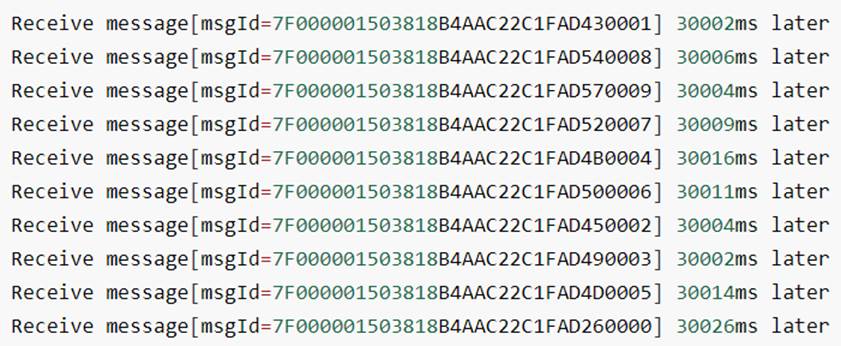 Receive message[msgId=7F000001503818B4AAC22C1FAD430001] 30002ms later
Receive message[msgId=7F000001503818B4AAC22C1FAD540008] 30006ms later
Receive message[msgId=7F000001503818B4AAC22C1FAD570009] 30004ms later
Receive message[msgId=7F000001503818B4AAC22C1FAD520007] 30009ms later
Receive message[msgId=7F000001503818B4AAC22C1FAD4B0004] 30016ms later
Receive message[msgId=7F000001503818B4AAC22C1FAD500006] 30011ms later
Receive message[msgId=7F000001503818B4AAC22C1FAD450002] 30004ms later
Receive message[msgId=7F000001503818B4AAC22C1FAD490003] 30002ms later
Receive message[msgId=7F000001503818B4AAC22C1FAD4D0005] 30014ms later
Receive message[msgId=7F000001503818B4AAC22C1FAD260000] 30026ms later